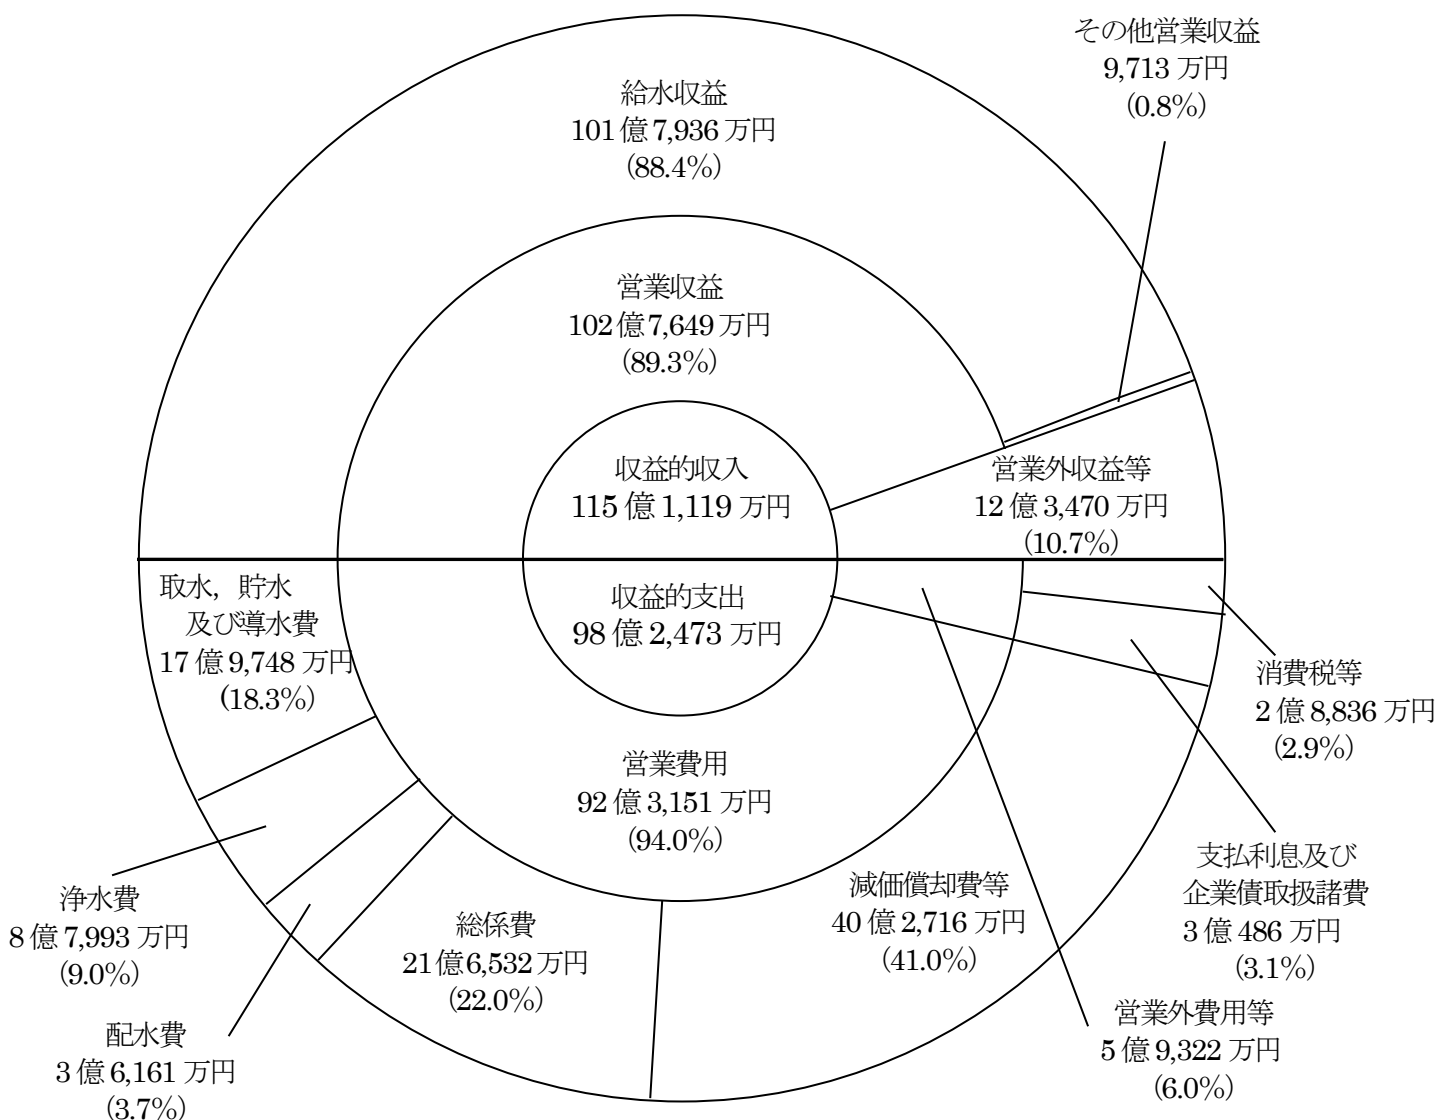 その他営業収益
9,713 万円
(0.8%)
給水収益
101億 7,936 万円
(88.4%)
営業収益
102億 7,649 万円
(89.3%)
収益的収入
115 億 1,119 万円
営業外収益等
12 億 3,470 万円
(10.7%)
取水，貯水
及び導水費
17 億 9,748 万円
(18.3%)
収益的支出
98 億 2,473 万円
消費税等
2 億 8,836 万円
(2.9%)
営業費用
92 億 3,151 万円
(94.0%)
支払利息及び
企業債取扱諸費
3 億 486 万円
(3.1%)
減価償却費等
40 億 2,716 万円
(41.0%)
浄水費
8 億 7,993 万円
(9.0%)
総係費
21 億6,532 万円
(22.0%)
営業外費用等
5 億 9,322 万円
(6.0%)
配水費
3 億 6,161 万円
(3.7%)